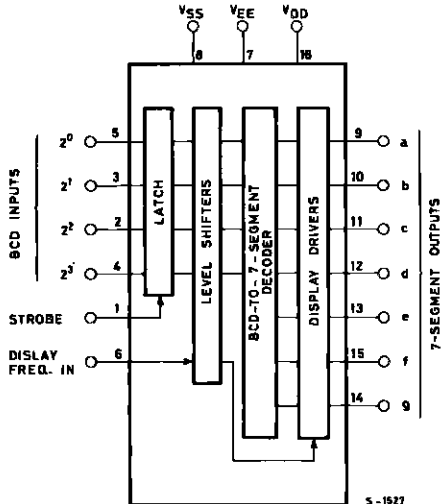 VSS VEE VDD
8 7 16
BCD INPUTS
2⁰ 5
2¹ 3
2² 2
2³ 4
STROBE 1
DISLAY FREQ. IN 6
LATCH
LEVEL SHIFTERS
BCD-TO-7-SEGMENT DECODER
DISPLAY DRIVERS
9 a
10 b
11 c
12 d
13 e
15 f
14 g
7-SEGMENT OUTPUTS
S-1527